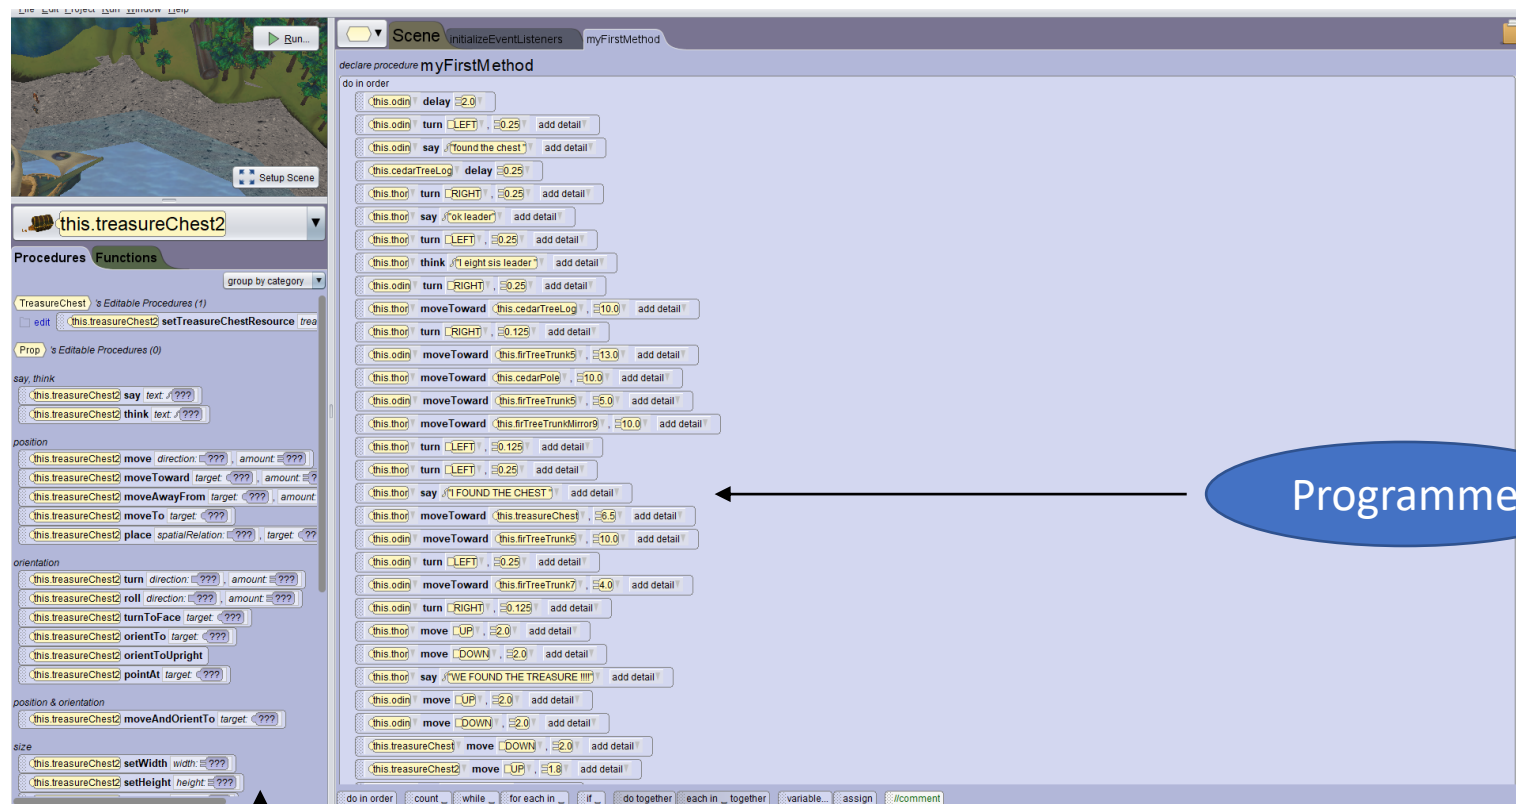 File Edit Project Run Window Help
Run...
Setup Scene
this.treasureChest2
Procedures Functions
group by category
TreasureChest 's Editable Procedures (1)
edit this.treasureChest2 setTreasureChestResource trea
Prop 's Editable Procedures (0)
say, think
this.treasureChest2 say text: ???
this.treasureChest2 think text: ???
position
this.treasureChest2 move direction: ??? , amount: ???
this.treasureChest2 moveToward target: ??? , amount: ?
this.treasureChest2 moveAwayFrom target: ??? , amount:
this.treasureChest2 moveTo target: ???
this.treasureChest2 place spatialRelation: ??? , target: ??
orientation
this.treasureChest2 turn direction: ??? , amount: ???
this.treasureChest2 roll direction: ??? , amount: ???
this.treasureChest2 turnToFace target: ???
this.treasureChest2 orientTo target: ???
this.treasureChest2 orientToUpright
this.treasureChest2 pointAt target: ???
position & orientation
this.treasureChest2 moveAndOrientTo target: ???
size
this.treasureChest2 setWidth width: ???
this.treasureChest2 setHeight height: ???
Scene initializeEventListeners myFirstMethod
declare procedure myFirstMethod
do in order
this.odin delay 2.0
this.odin turn LEFT , 0.25 add detail
this.odin say "found the chest " add detail
this.cedarTreeLog delay 0.25
this.thor turn RIGHT , 0.25 add detail
this.thor say "ok leader" add detail
this.thor turn LEFT , 0.25 add detail
this.thor think "I eight sis leader " add detail
this.odin turn RIGHT , 0.25 add detail
this.thor moveToward this.cedarTreeLog , 10.0 add detail
this.thor turn RIGHT , 0.125 add detail
this.odin moveToward this.firTreeTrunk5 , 13.0 add detail
this.thor moveToward this.cedarPole , 10.0 add detail
this.odin moveToward this.firTreeTrunk5 , 5.0 add detail
this.thor moveToward this.firTreeTrunkMirror9 , 10.0 add detail
this.thor turn LEFT , 0.125 add detail
this.thor turn LEFT , 0.25 add detail
this.thor say "I FOUND THE CHEST " add detail
this.thor moveToward this.treasureChest , 6.5 add detail
this.odin moveToward this.firTreeTrunk5 , 10.0 add detail
this.odin turn LEFT , 0.25 add detail
this.odin moveToward this.firTreeTrunk7 , 4.0 add detail
this.odin turn RIGHT , 0.125 add detail
this.thor move UP , 2.0 add detail
this.thor move DOWN , 2.0 add detail
this.thor say "WE FOUND THE TREASURE !!!!" add detail
this.odin move UP , 2.0 add detail
this.odin move DOWN , 2.0 add detail
this.treasureChest move DOWN , 2.0 add detail
this.treasureChest2 move UP , 1.8 add detail
do in order count _ while _ for each in _ if _ do together each in _ together variable... assign //comment
Programme